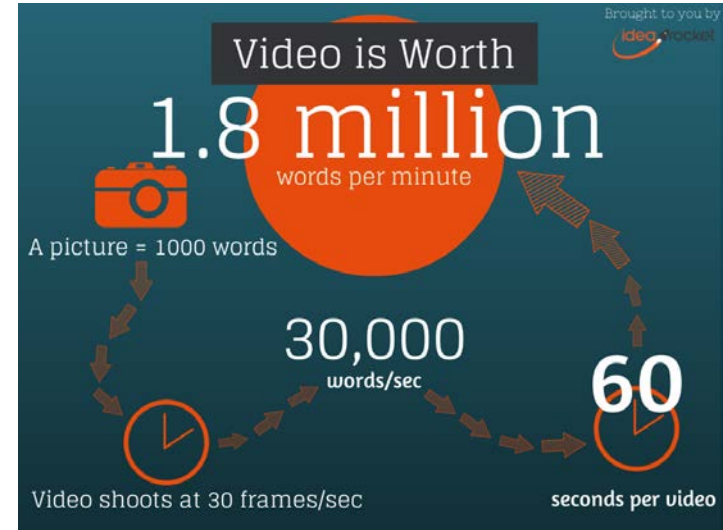 Brought to you by
idea rocket
Video is Worth
1.8 million
words per minute
A picture = 1000 words
30,000
words/sec
60
Video shoots at 30 frames/sec
seconds per video